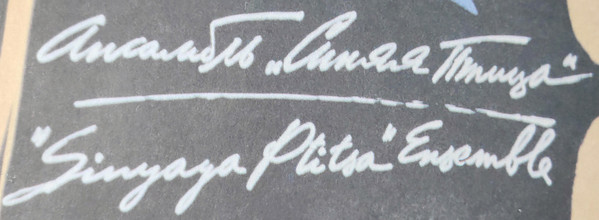 Ансамбль „Синяя Птица“
"Sinyaya Ptitsa" Ensemble